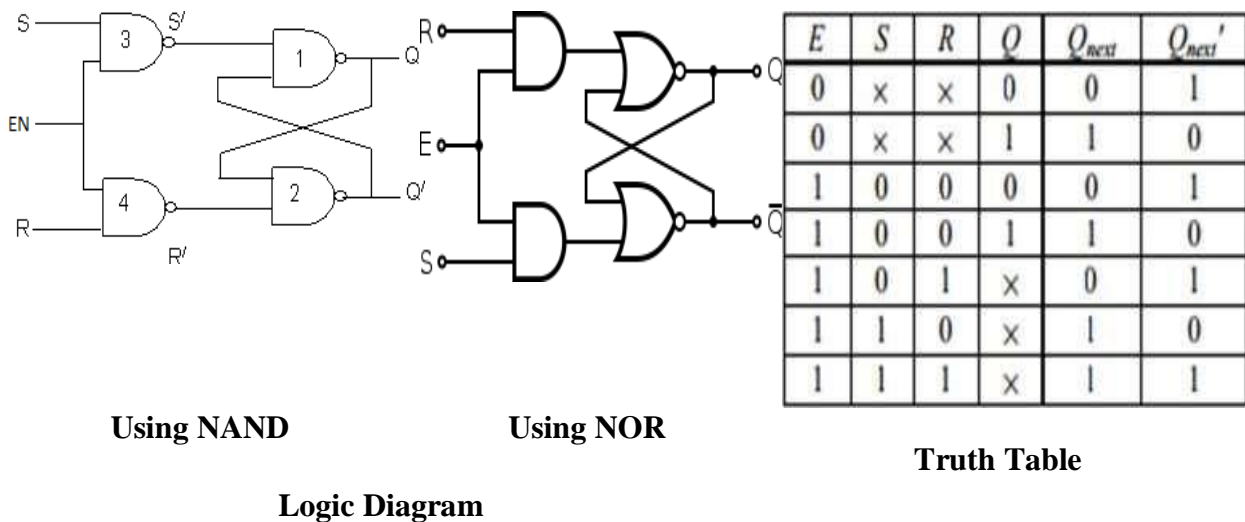 S
S′
3
1
Q
EN
4
2
Q′
R
R′
R
E
S
Q
Q̅
E S R Q Qnext Qnext′
0 × × 0 0 1
0 × × 1 1 0
1 0 0 0 0 1
1 0 0 1 1 0
1 0 1 × 0 1
1 1 0 × 1 0
1 1 1 × 1 1
Using NAND
Using NOR
Truth Table
Logic Diagram